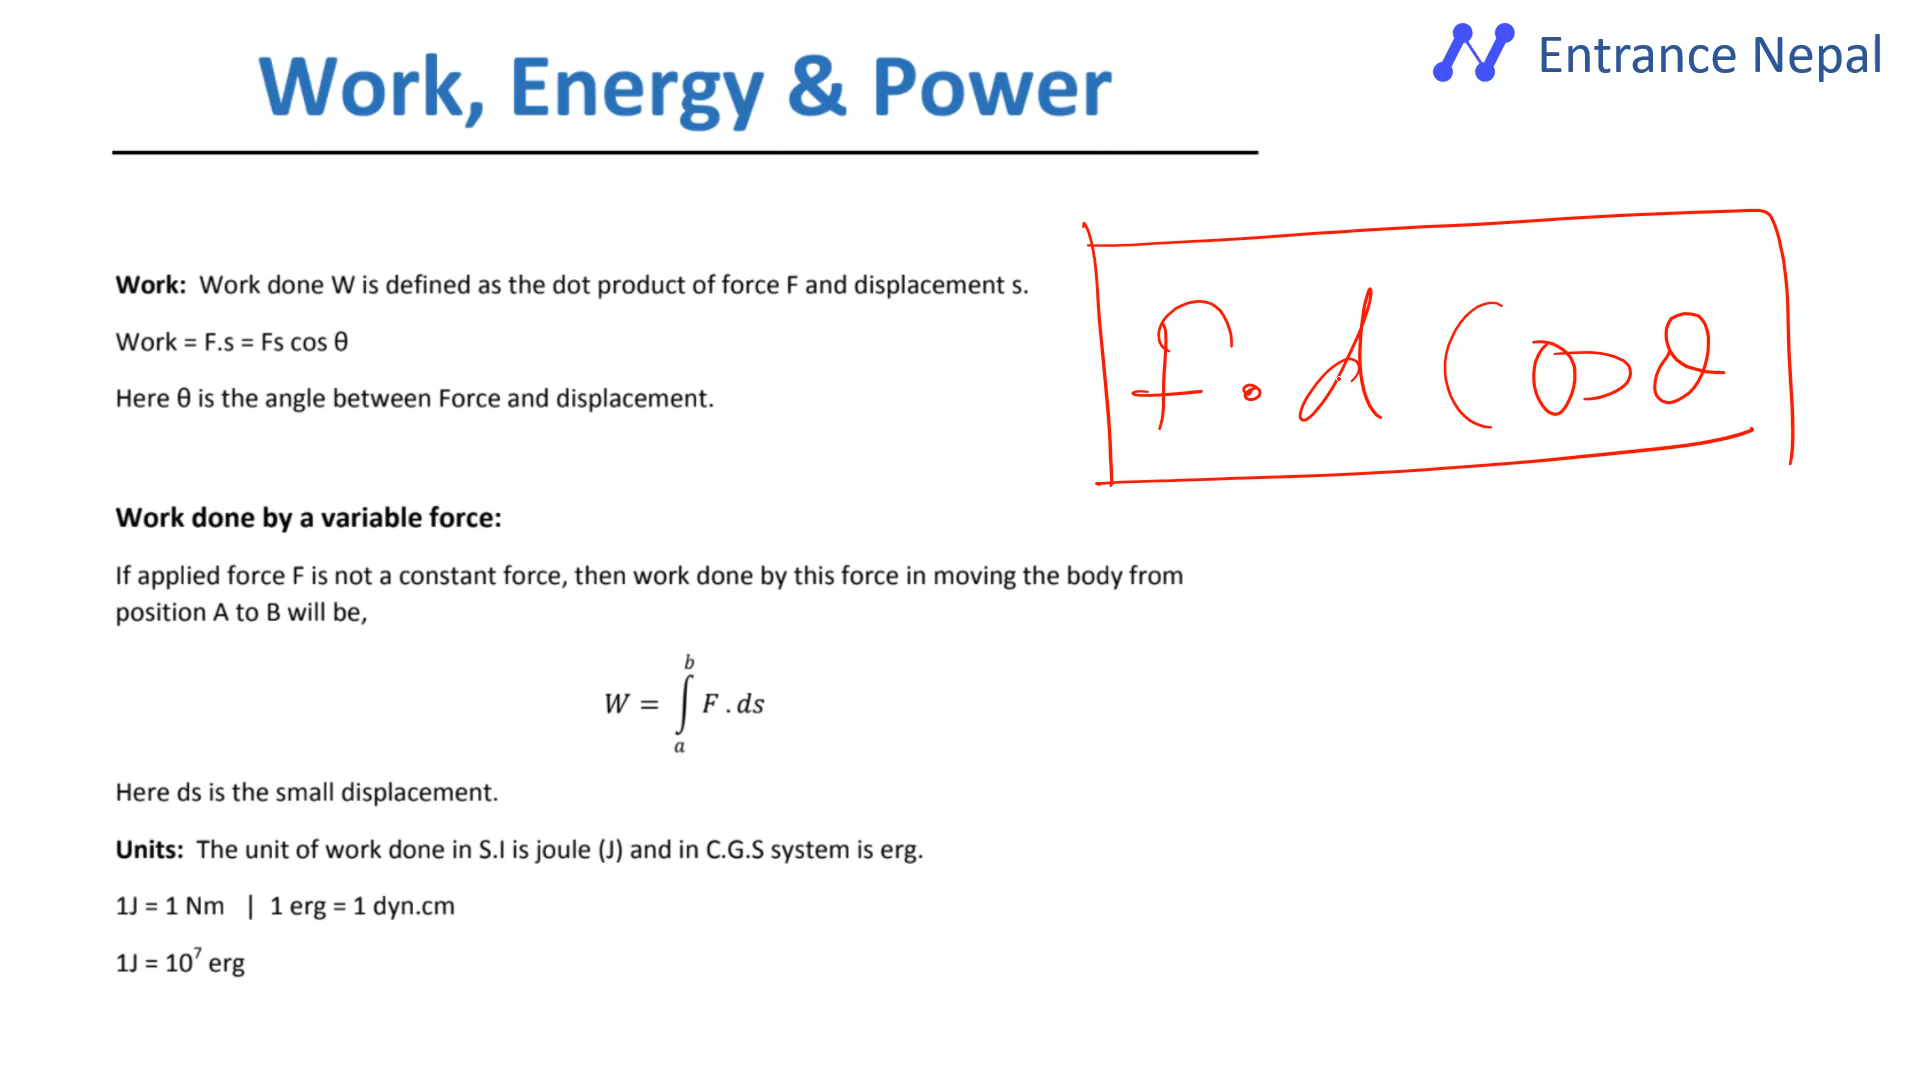 Work, Energy & Power
Entrance Nepal
Work: Work done W is defined as the dot product of force F and displacement s.
Work = F.s = Fs cos θ
Here θ is the angle between Force and displacement.
F . d Cos θ
Work done by a variable force:
If applied force F is not a constant force, then work done by this force in moving the body from
position A to B will be,
W = ∫_a^b F . ds
Here ds is the small displacement.
Units: The unit of work done in S.I is joule (J) and in C.G.S system is erg.
1J = 1 Nm | 1 erg = 1 dyn.cm
1J = 10⁷ erg